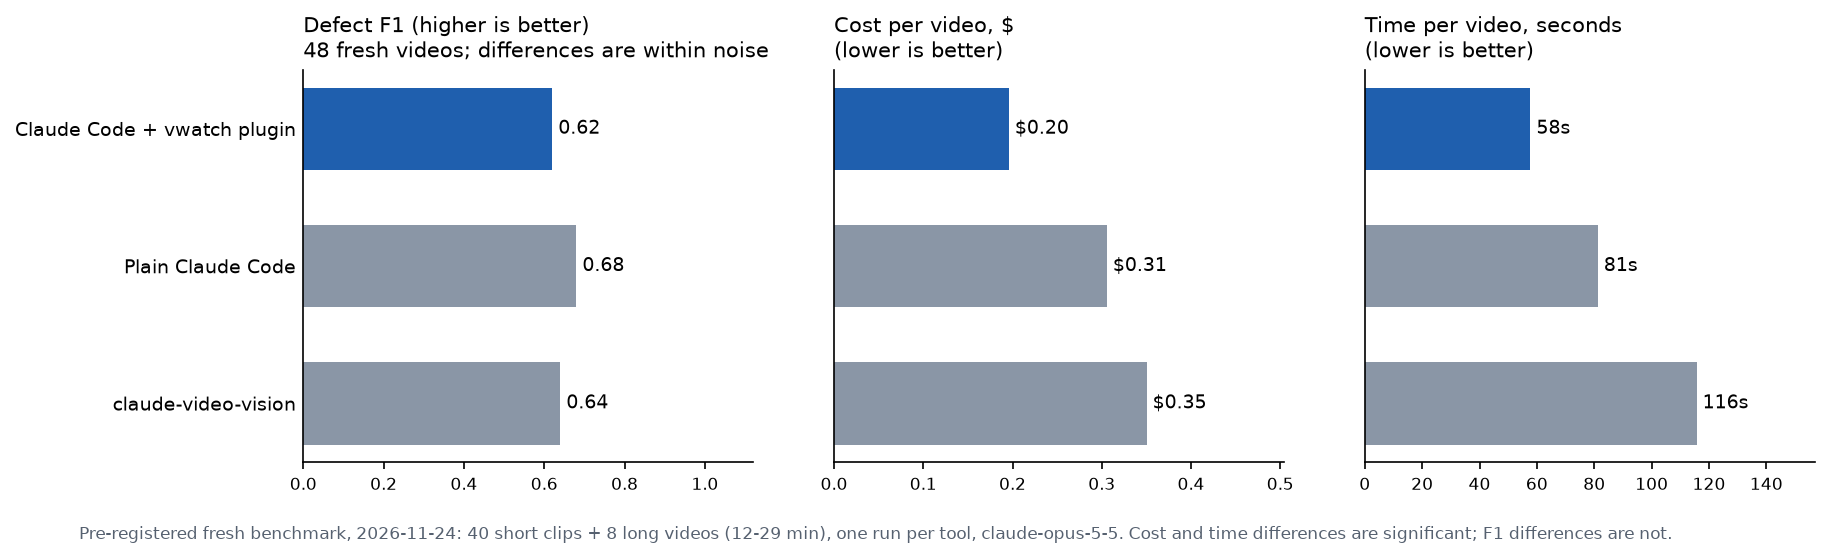 Defect F1 (higher is better)
48 fresh videos; differences are within noise
Cost per video, $
(lower is better)
Time per video, seconds
(lower is better)
Claude Code + vwatch plugin
0.62
$0.20
58s
Plain Claude Code
0.68
$0.31
81s
claude-video-vision
0.64
$0.35
116s
0.0 0.2 0.4 0.6 0.8 1.0
0.0 0.1 0.2 0.3 0.4 0.5
0 20 40 60 80 100 120 140
Pre-registered fresh benchmark, 2026-11-24: 40 short clips + 8 long videos (12-29 min), one run per tool, claude-opus-5-5. Cost and time differences are significant; F1 differences are not.